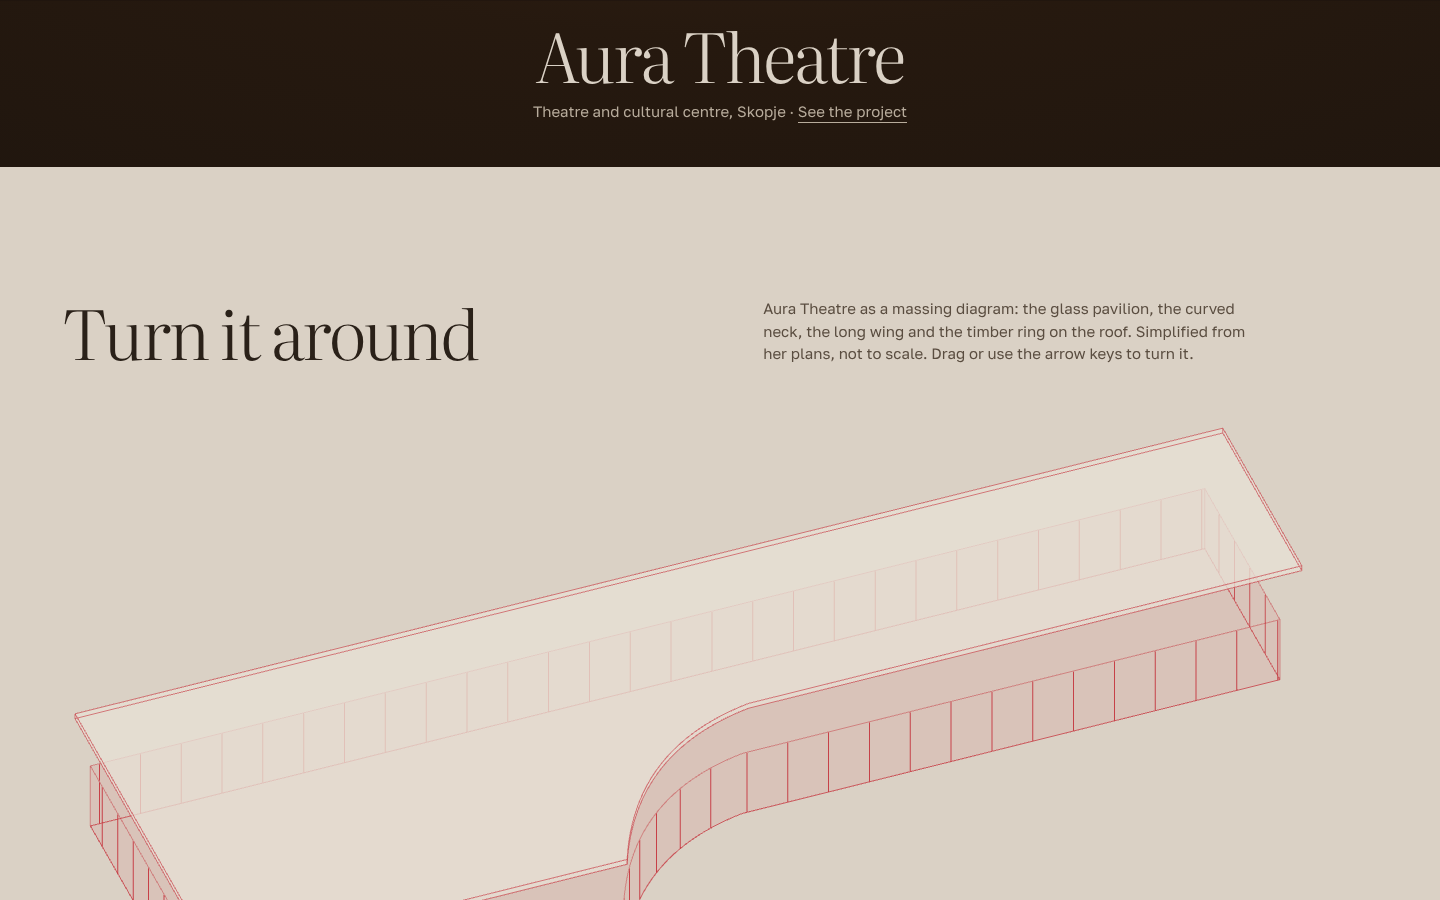 Aura Theatre
Theatre and cultural centre, Skopje · See the project
Turn it around
Aura Theatre as a massing diagram: the glass pavilion, the curved
neck, the long wing and the timber ring on the roof. Simplified from
her plans, not to scale. Drag or use the arrow keys to turn it.